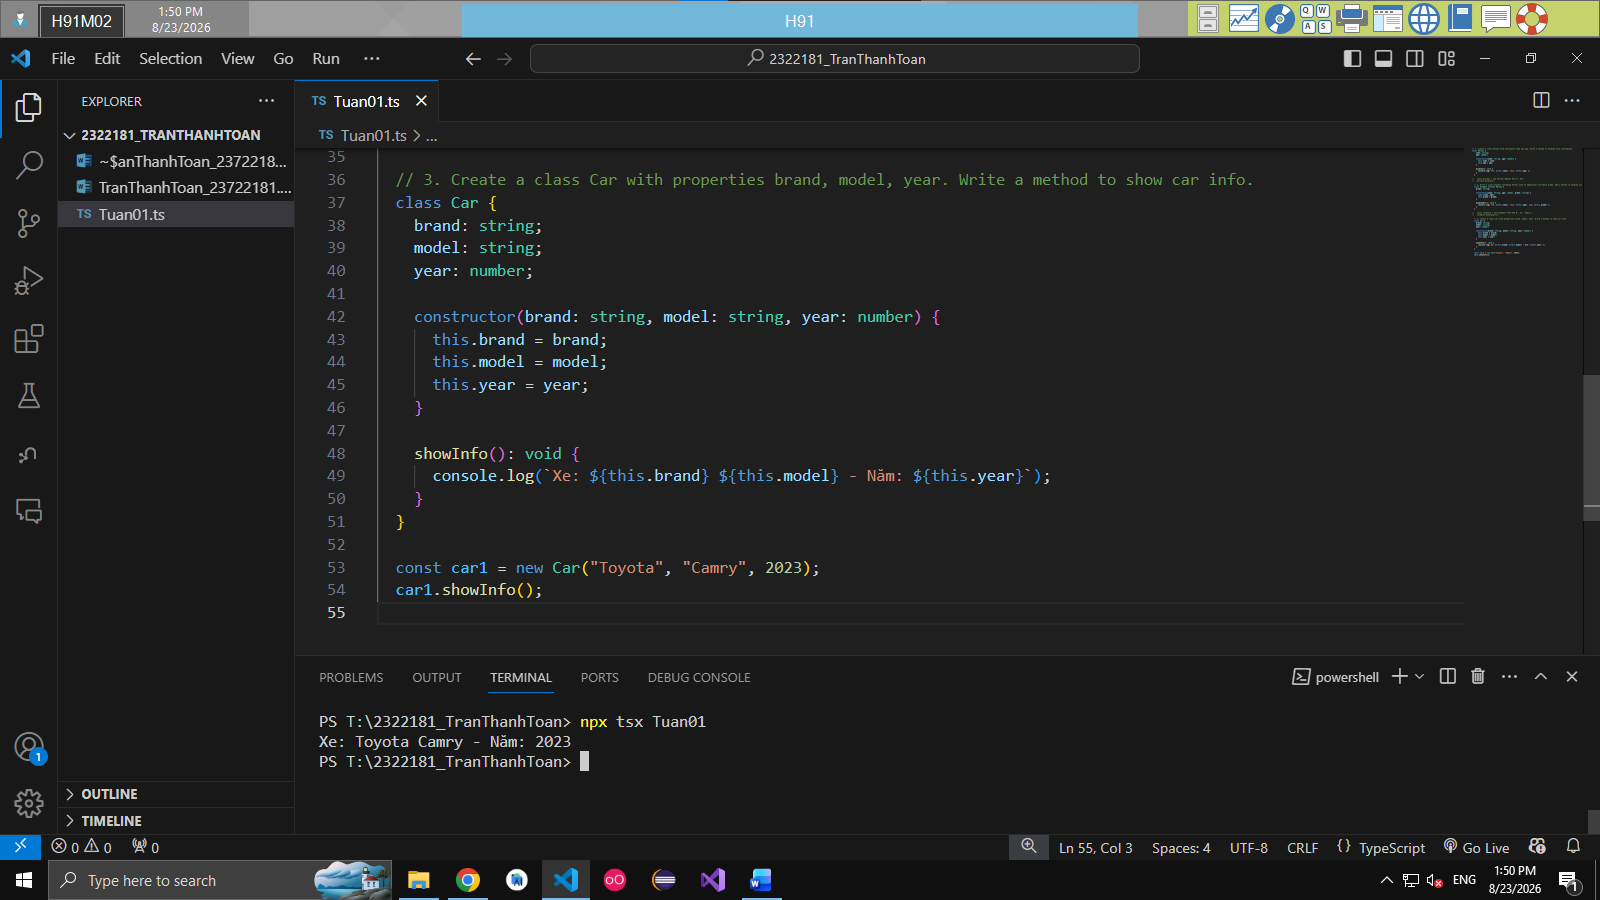 H91M02
1:50 PM
8/23/2026
H91
Q W
A S
File Edit Selection View Go Run ···
2322181_TranThanhToan
EXPLORER
TS Tuan01.ts
2322181_TRANTHANHTOAN
TS Tuan01.ts > ...
~$anThanhToan_2372218...
TranThanhToan_23722181....
TS Tuan01.ts
35
36 // 3. Create a class Car with properties brand, model, year. Write a method to show car info.
37 class Car {
38 brand: string;
39 model: string;
40 year: number;
41
42 constructor(brand: string, model: string, year: number) {
43 this.brand = brand;
44 this.model = model;
45 this.year = year;
46 }
47
48 showInfo(): void {
49 console.log(`Xe: ${this.brand} ${this.model} - Năm: ${this.year}`);
50 }
51 }
52
53 const car1 = new Car("Toyota", "Camry", 2023);
54 car1.showInfo();
55
PROBLEMS OUTPUT TERMINAL PORTS DEBUG CONSOLE
powershell
PS T:\2322181_TranThanhToan> npx tsx Tuan01
Xe: Toyota Camry - Năm: 2023
PS T:\2322181_TranThanhToan>
1
OUTLINE
TIMELINE
0 0 0
Ln 55, Col 3 Spaces: 4 UTF-8 CRLF {} TypeScript Go Live
Type here to search
ENG
1:50 PM
8/23/2026
1